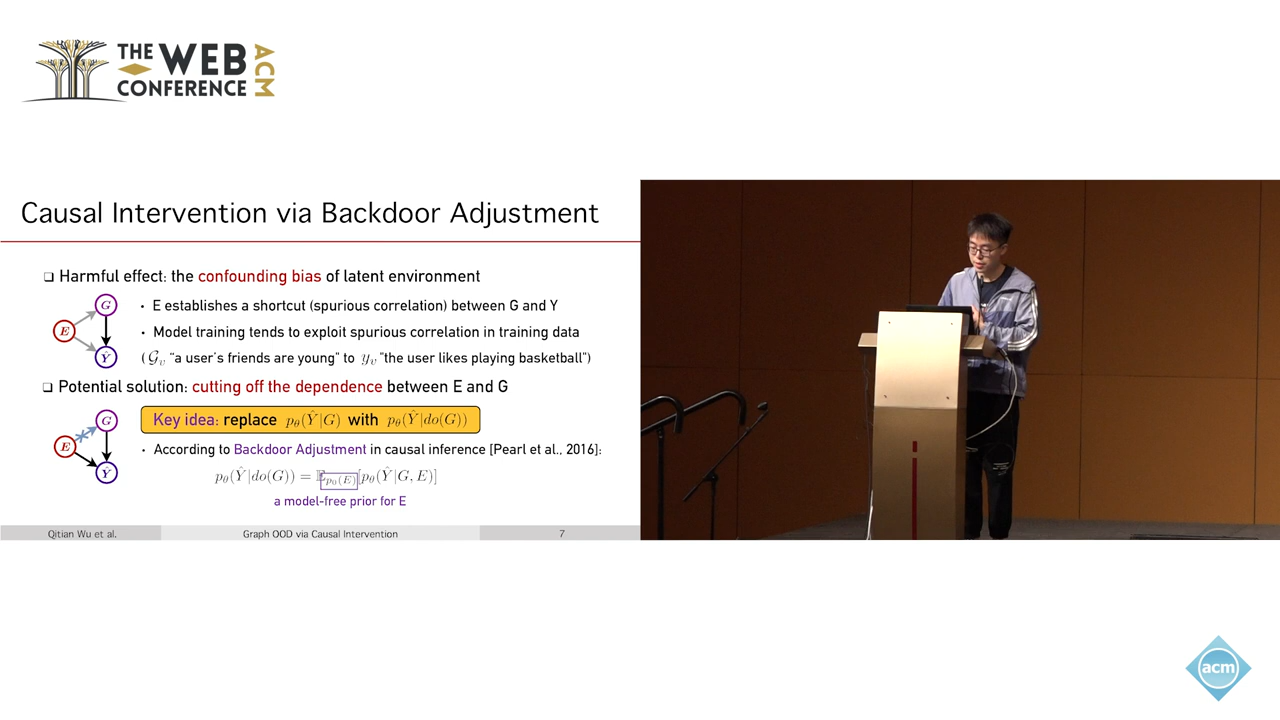 THE WEB CONFERENCE ACM
Causal Intervention via Backdoor Adjustment
❑ Harmful effect: the confounding bias of latent environment
G
E
Ŷ
• E establishes a shortcut (spurious correlation) between G and Y
• Model training tends to exploit spurious correlation in training data
( 𝒢_v "a user's friends are young" to y_v "the user likes playing basketball")
❑ Potential solution: cutting off the dependence between E and G
G
E
Ŷ
Key idea: replace p_θ(Ŷ|G) with p_θ(Ŷ|do(G))
• According to Backdoor Adjustment in causal inference [Pearl et al., 2016]:
p_θ(Ŷ|do(G)) = 𝔼_{p_0(E)}[p_θ(Ŷ|G, E)]
a model-free prior for E
Qitian Wu et al. Graph OOD via Causal Intervention 7
acm